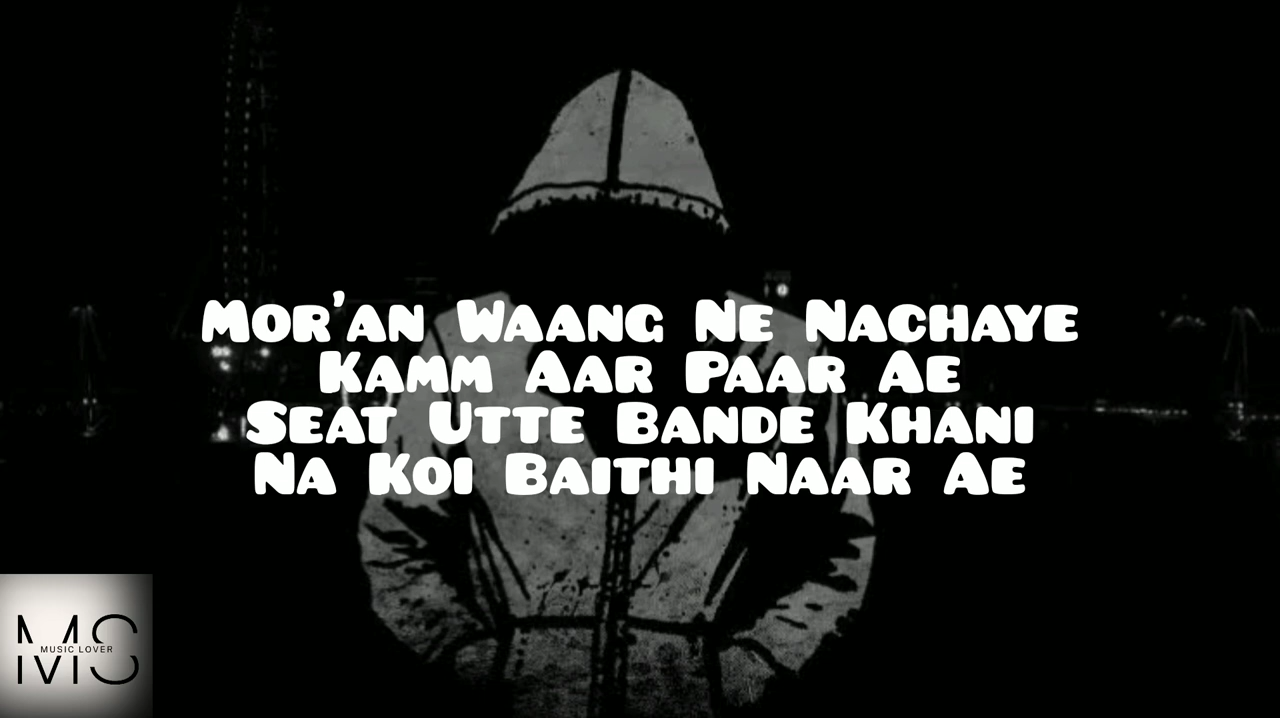 Mor'an Waang Ne Nachaye
Kamm Aar Paar Ae
Seat Utte Bande Khani
Na Koi Baithi Naar Ae
MS
MUSIC LOVER